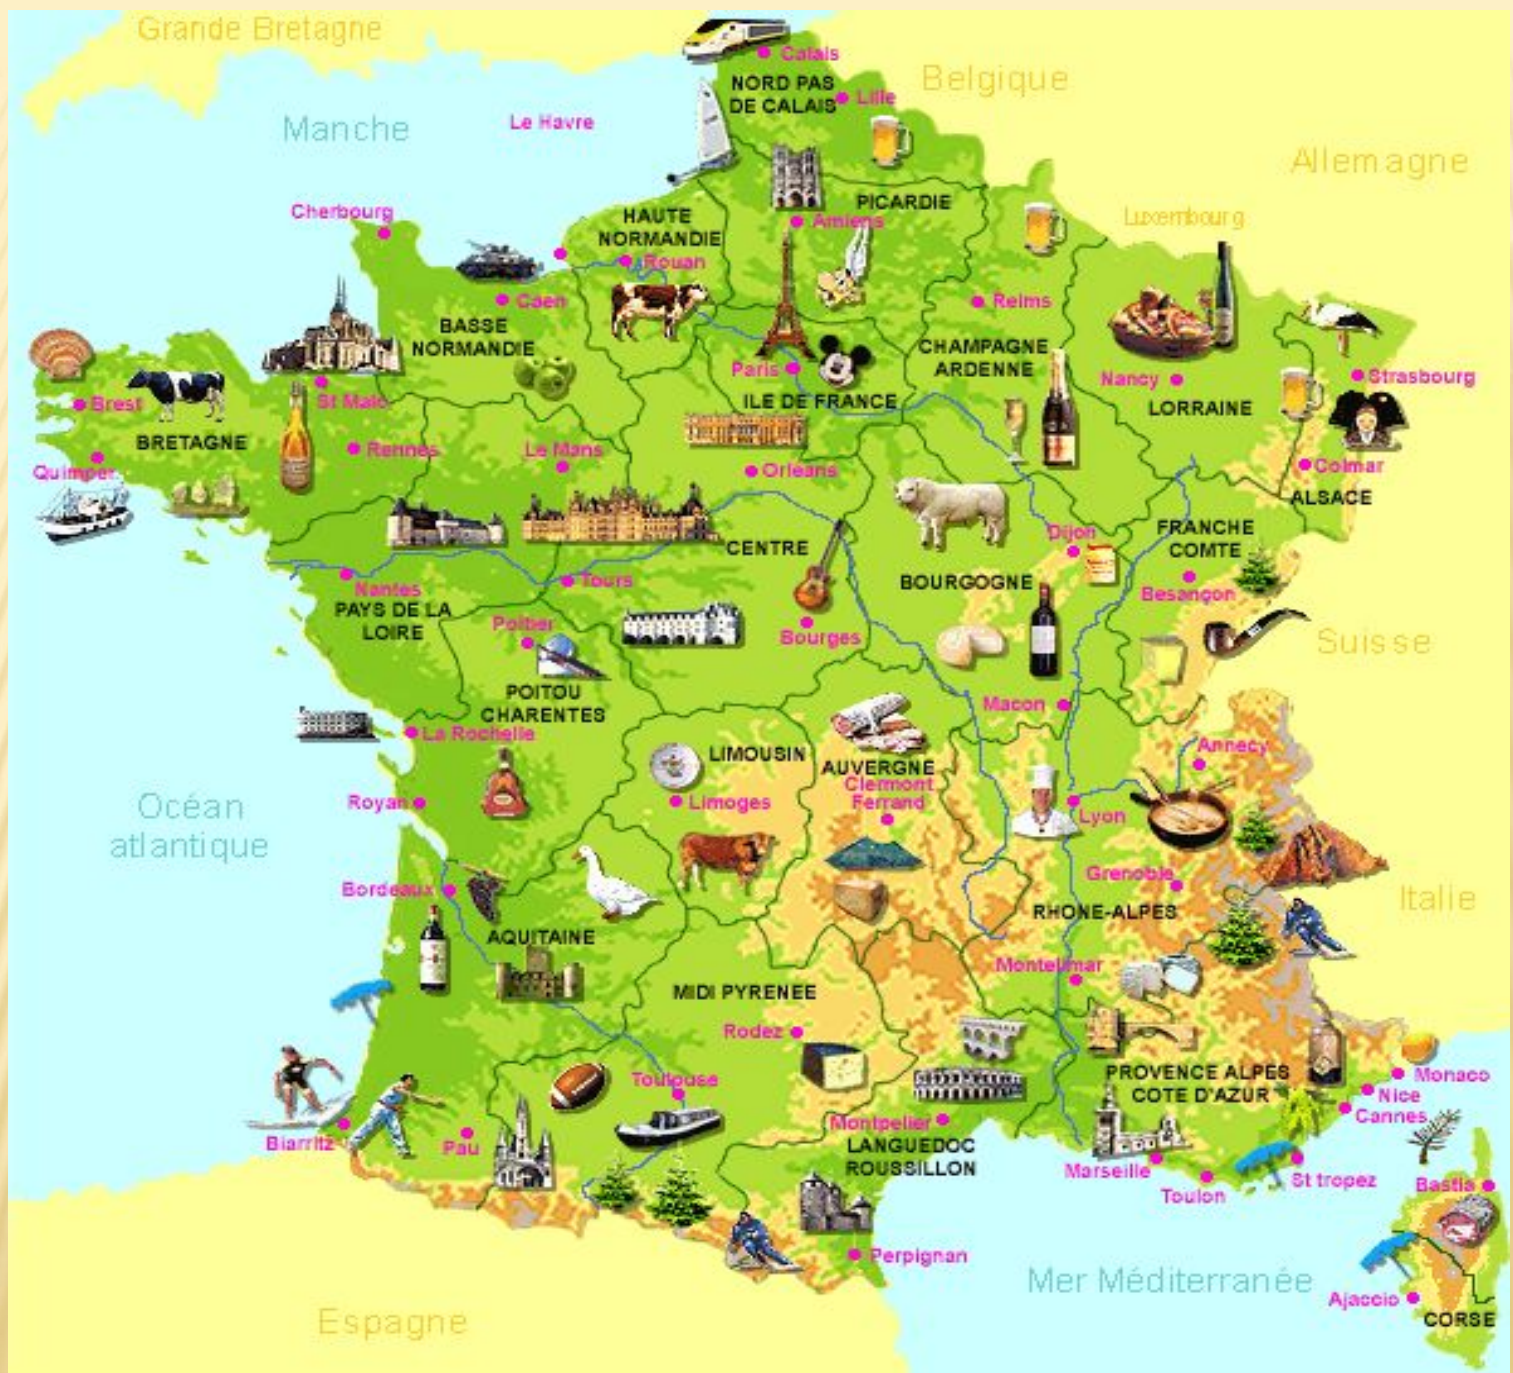 Grande Bretagne
Calais
Belgique
NORD PAS
DE CALAIS
Lille
Manche
Le Havre
Allemagne
Cherbourg
HAUTE
NORMANDIE
PICARDIE
Amiens
Luxembourg
Rouan
Caen
Reims
BASSE
NORMANDIE
CHAMPAGNE
ARDENNE
Paris
Nancy
Strasbourg
Brest
St Malo
ILE DE FRANCE
LORRAINE
BRETAGNE
Rennes
Le Mans
Orleans
Quimper
Colmar
ALSACE
Dijon
FRANCHE
COMTE
CENTRE
Nantes
Tours
BOURGOGNE
Besançon
PAYS DE LA
LOIRE
Poitier
Bourges
Suisse
POITOU
CHARENTES
Macon
La Rochelle
LIMOUSIN
AUVERGNE
Annecy
Océan
atlantique
Royan
Limoges
Clermont
Ferrand
Lyon
Bordeaux
Grenoble
Italie
AQUITAINE
RHONE-ALPES
MIDI PYRENEE
Montelimar
Rodez
Toulouse
PROVENCE ALPES
COTE D'AZUR
Monaco
Nice
Cannes
Biarritz
Pau
Montpelier
LANGUEDOC
ROUSSILLON
Marseille
Toulon
St tropez
Bastia
Perpignan
Mer Méditerranée
Ajaccio
CORSE
Espagne